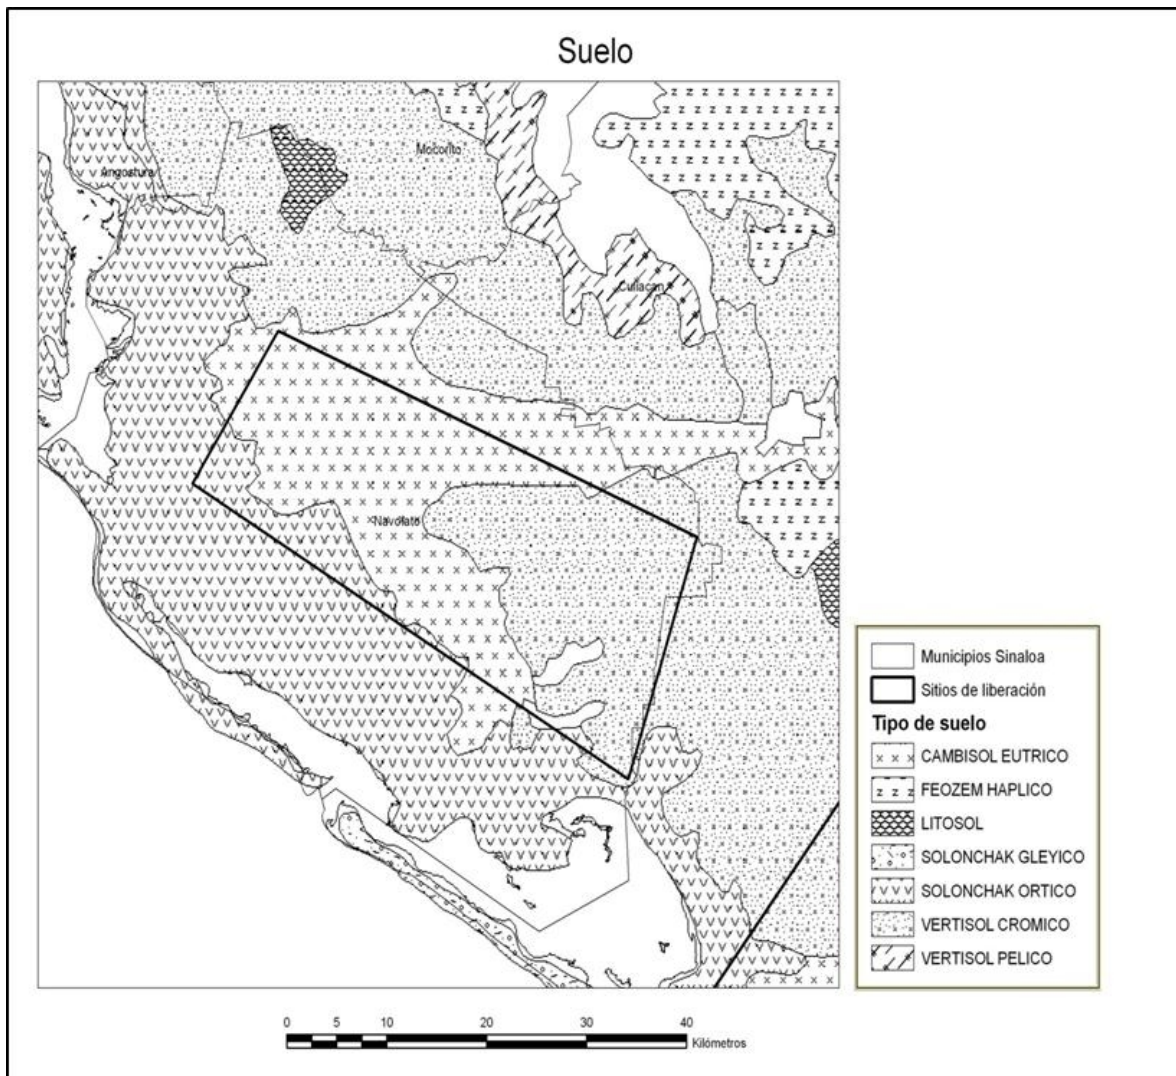 Suelo
Mocorito
Angostura
Culiacan
Navolato
Municipios Sinaloa
Sitios de liberación
Tipo de suelo
CAMBISOL EUTRICO
FEOZEM HAPLICO
LITOSOL
SOLONCHAK GLEYICO
SOLONCHAK ORTICO
VERTISOL CROMICO
VERTISOL PELICO
0 5 10 20 30 40
Kilómetros